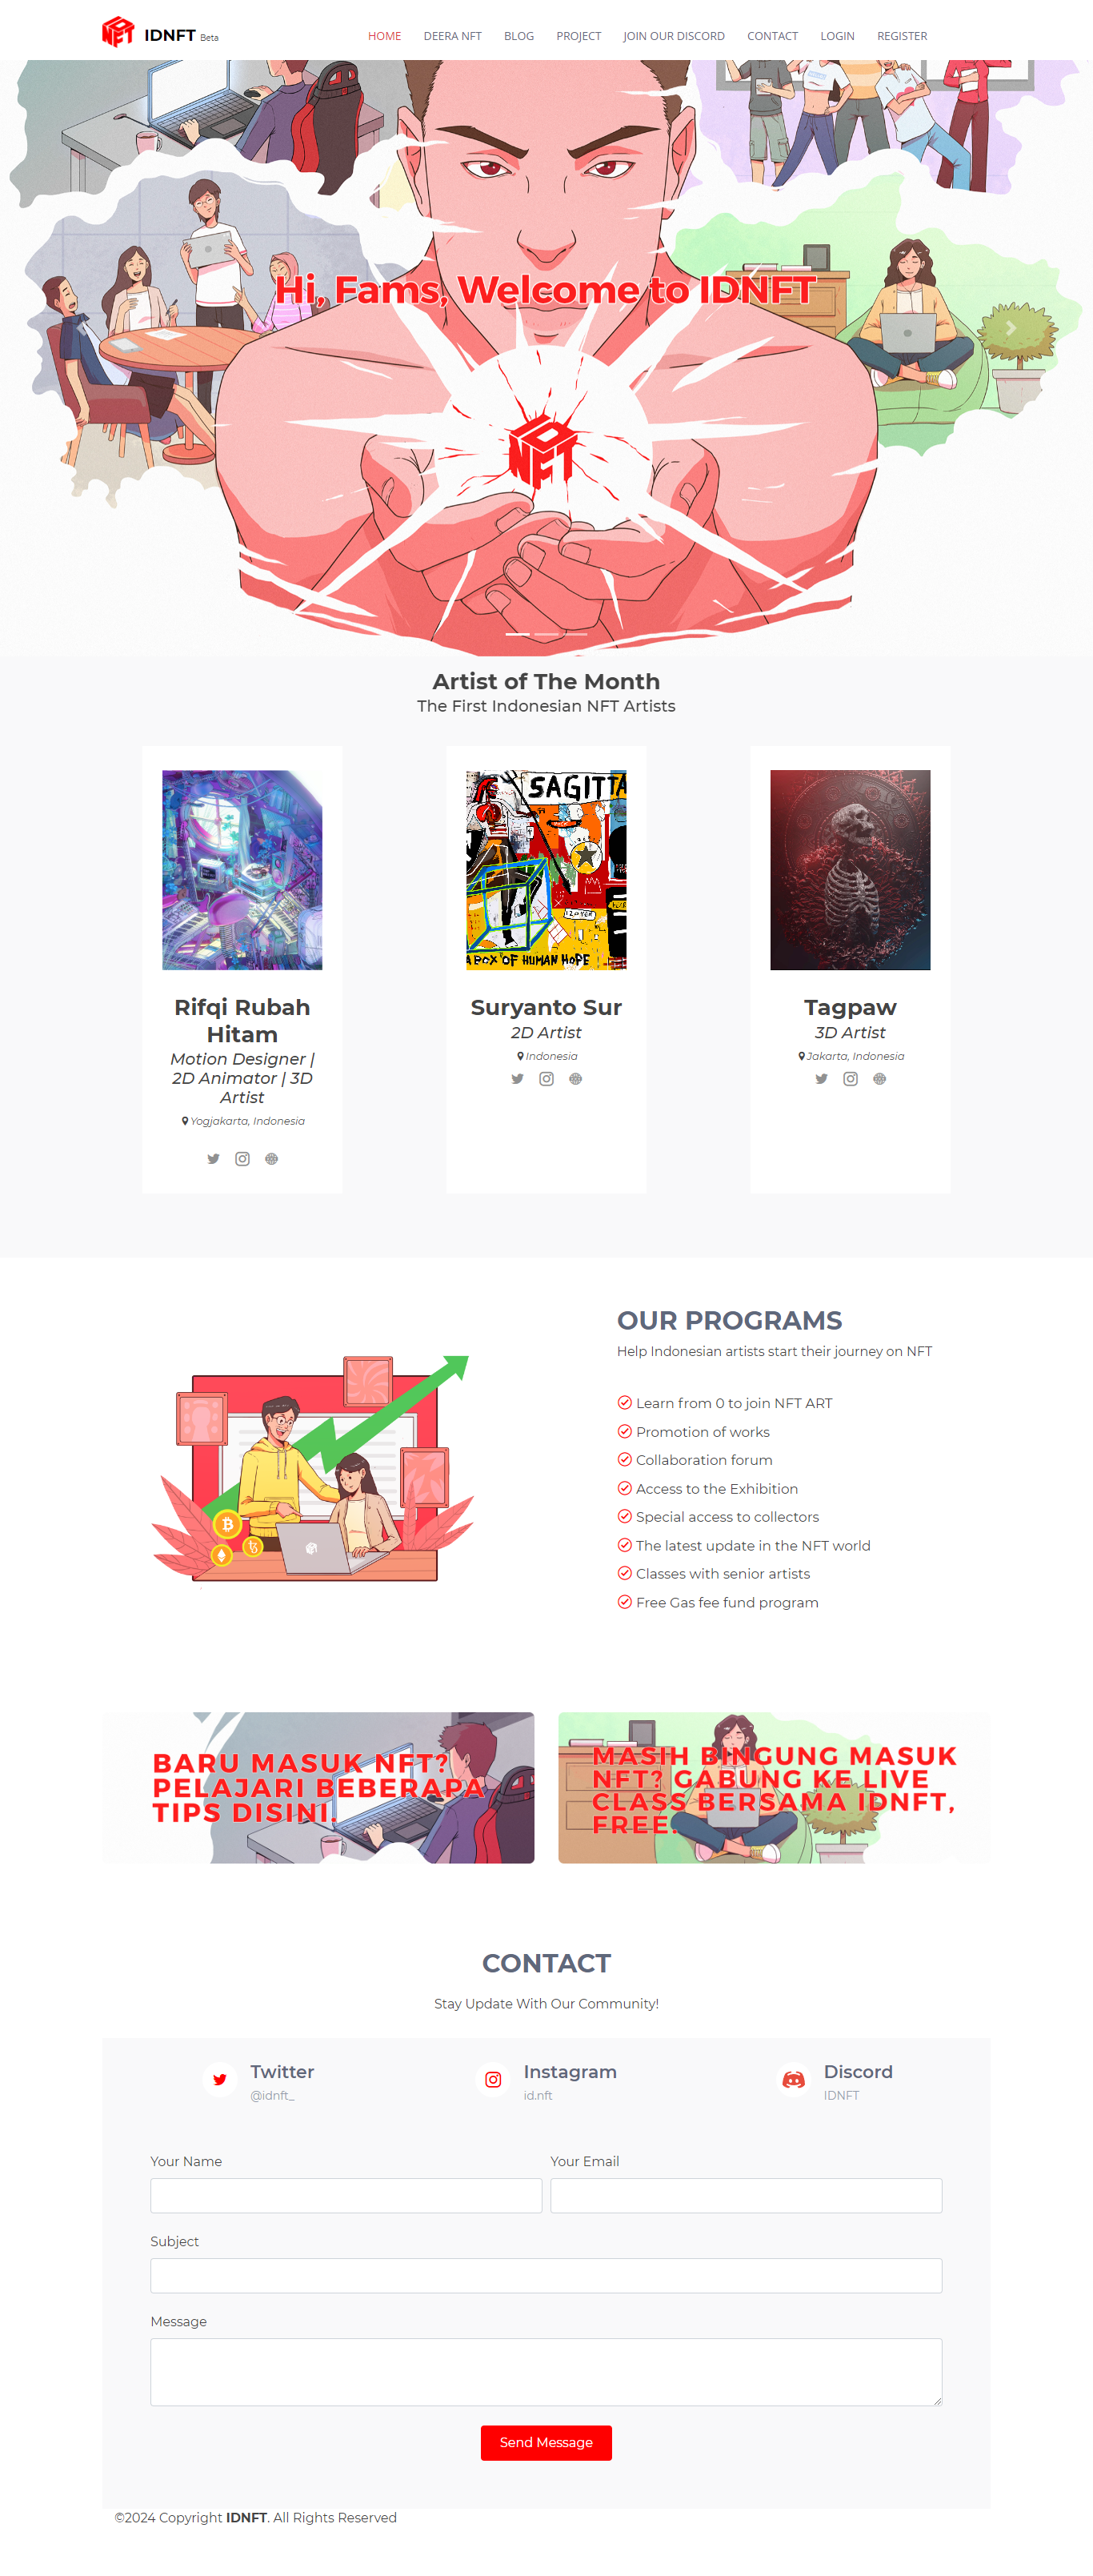 IDNFT Beta
HOME DEERA NFT BLOG PROJECT JOIN OUR DISCORD CONTACT LOGIN REGISTER
Hi, Fams, Welcome to IDNFT
IDNFT
Artist of The Month
The First Indonesian NFT Artists
SAGITTA
A BOX OF HUMAN HOPE
Rifqi Rubah
Hitam
Motion Designer |
2D Animator | 3D
Artist
Yogjakarta, Indonesia
Suryanto Sur
2D Artist
Indonesia
Tagpaw
3D Artist
Jakarta, Indonesia
OUR PROGRAMS
Help Indonesian artists start their journey on NFT
Learn from 0 to join NFT ART
Promotion of works
Collaboration forum
Access to the Exhibition
Special access to collectors
The latest update in the NFT world
Classes with senior artists
Free Gas fee fund program
BARU MASUK NFT?
PELAJARI BEBERAPA
TIPS DISINI.
MASIH BINGUNG MASUK
NFT? GABUNG KE LIVE
CLASS BERSAMA IDNFT,
FREE.
CONTACT
Stay Update With Our Community!
Twitter
@idnft_
Instagram
id.nft
Discord
IDNFT
Your Name
Your Email
Subject
Message
Send Message
©2024 Copyright IDNFT. All Rights Reserved